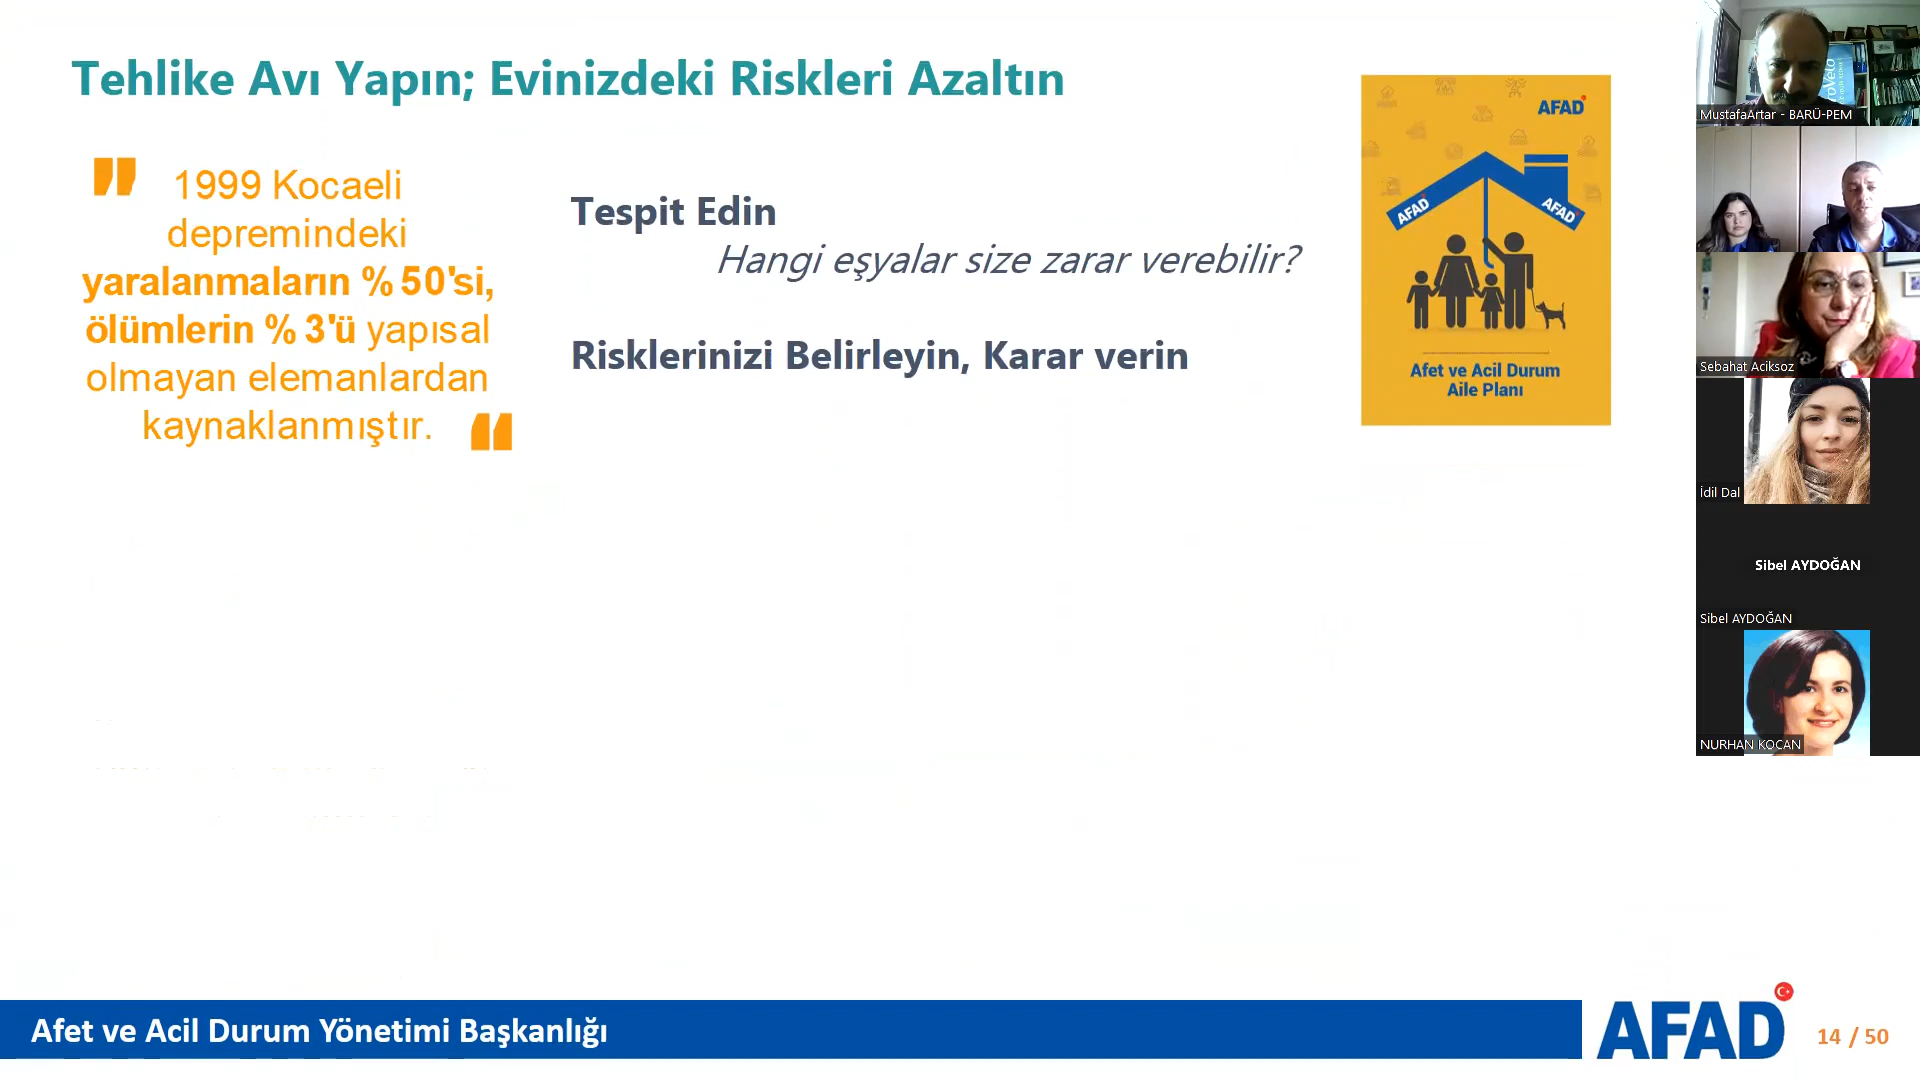 Tehlike Avı Yapın; Evinizdeki Riskleri Azaltın
" 1999 Kocaeli
depremindeki
yaralanmaların % 50'si,
ölümlerin % 3'ü yapısal
olmayan elemanlardan
kaynaklanmıştır. "
Tespit Edin
Hangi eşyalar size zarar verebilir?
Risklerinizi Belirleyin, Karar verin
AFAD
AFAD
AFAD
Afet ve Acil Durum
Aile Planı
MustafaArtar - BARÜ-PEM
Sebahat Aciksoz
İdil Dal
Sibel AYDOĞAN
Sibel AYDOĞAN
NURHAN KOCAN
Afet ve Acil Durum Yönetimi Başkanlığı
AFAD
14 / 50